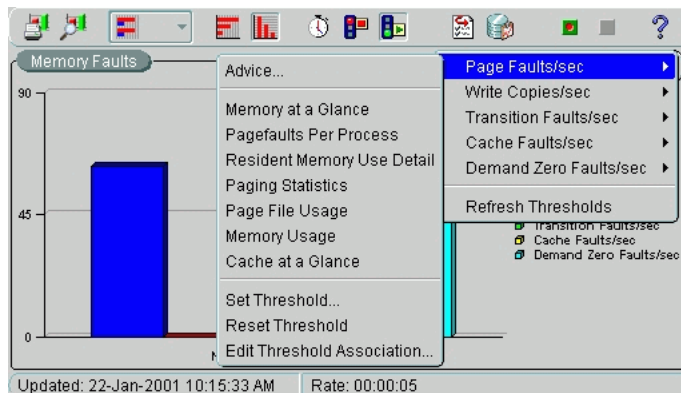 ?
Memory Faults
90
45
0
N
Advice...
Memory at a Glance
Pagefaults Per Process
Resident Memory Use Detail
Paging Statistics
Page File Usage
Memory Usage
Cache at a Glance
Set Threshold...
Reset Threshold
Edit Threshold Association...
Page Faults/sec
Write Copies/sec
Transition Faults/sec
Cache Faults/sec
Demand Zero Faults/sec
Refresh Thresholds
Transition Faults/sec
Cache Faults/sec
Demand Zero Faults/sec
Updated: 22-Jan-2001 10:15:33 AM
Rate: 00:00:05